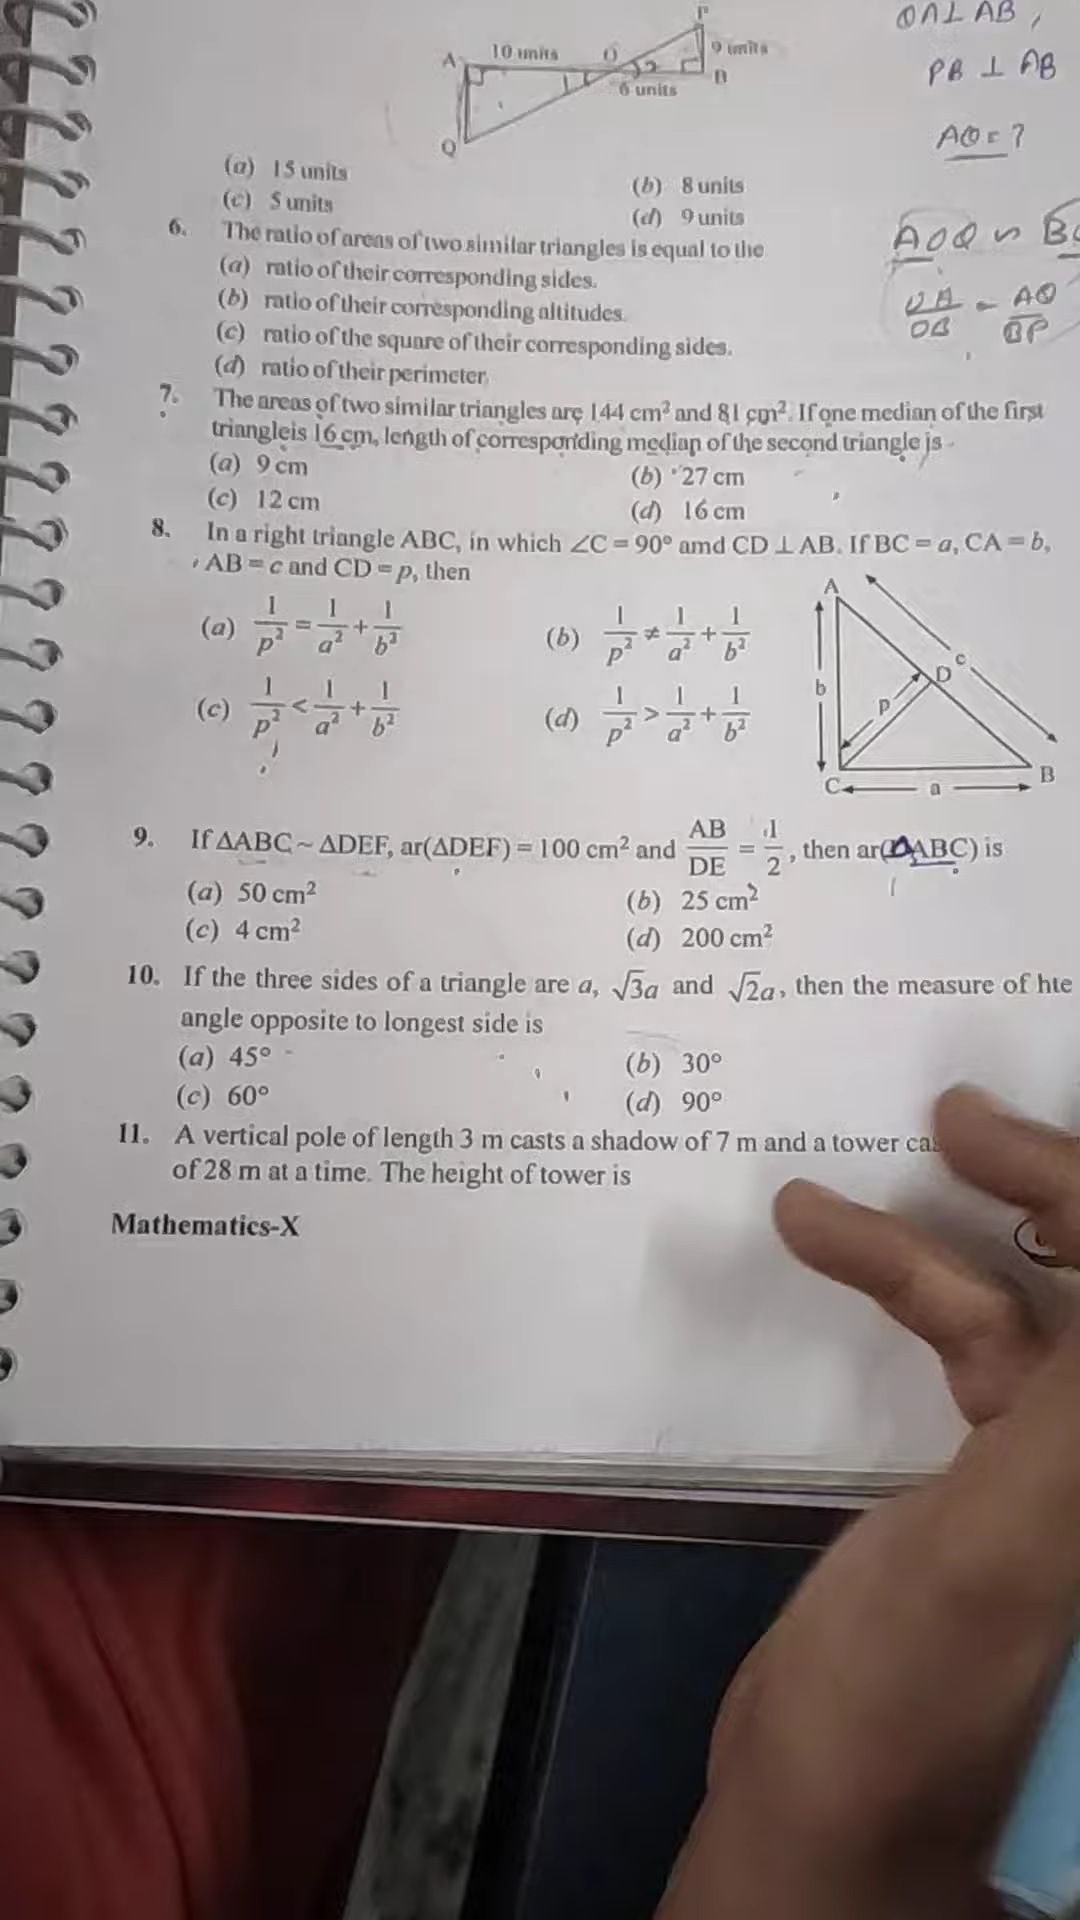 QA ⊥ AB,
PB ⊥ AB
AQ = ?
P
A 10 units O 9 units
6 units B
Q
(a) 15 units (b) 8 units
(c) 5 units (d) 9 units
AOQ ~ B
OA/OB = AQ/BP
6. The ratio of areas of two similar triangles is equal to the
(a) ratio of their corresponding sides.
(b) ratio of their corresponding altitudes.
(c) ratio of the square of their corresponding sides.
(d) ratio of their perimeter.
7. The areas of two similar triangles are 144 cm² and 81 cm². If one median of the first
triangleis 16 cm, length of corresponding median of the second triangle is
(a) 9 cm (b) 27 cm
(c) 12 cm (d) 16 cm
8. In a right triangle ABC, in which ∠C = 90° amd CD ⊥ AB. If BC = a, CA = b,
AB = c and CD = p, then
(a) 1/p² = 1/a² + 1/b² (b) 1/p² ≠ 1/a² + 1/b²
(c) 1/p² < 1/a² + 1/b² (d) 1/p² > 1/a² + 1/b²
A
c
D
b
p
C a B
9. If ΔABC ~ ΔDEF, ar(ΔDEF) = 100 cm² and AB/DE = 1/2, then ar(ΔABC) is
(a) 50 cm² (b) 25 cm²
(c) 4 cm² (d) 200 cm²
10. If the three sides of a triangle are a, √3a and √2a, then the measure of hte
angle opposite to longest side is
(a) 45° (b) 30°
(c) 60° (d) 90°
11. A vertical pole of length 3 m casts a shadow of 7 m and a tower cas
of 28 m at a time. The height of tower is
Mathematics-X